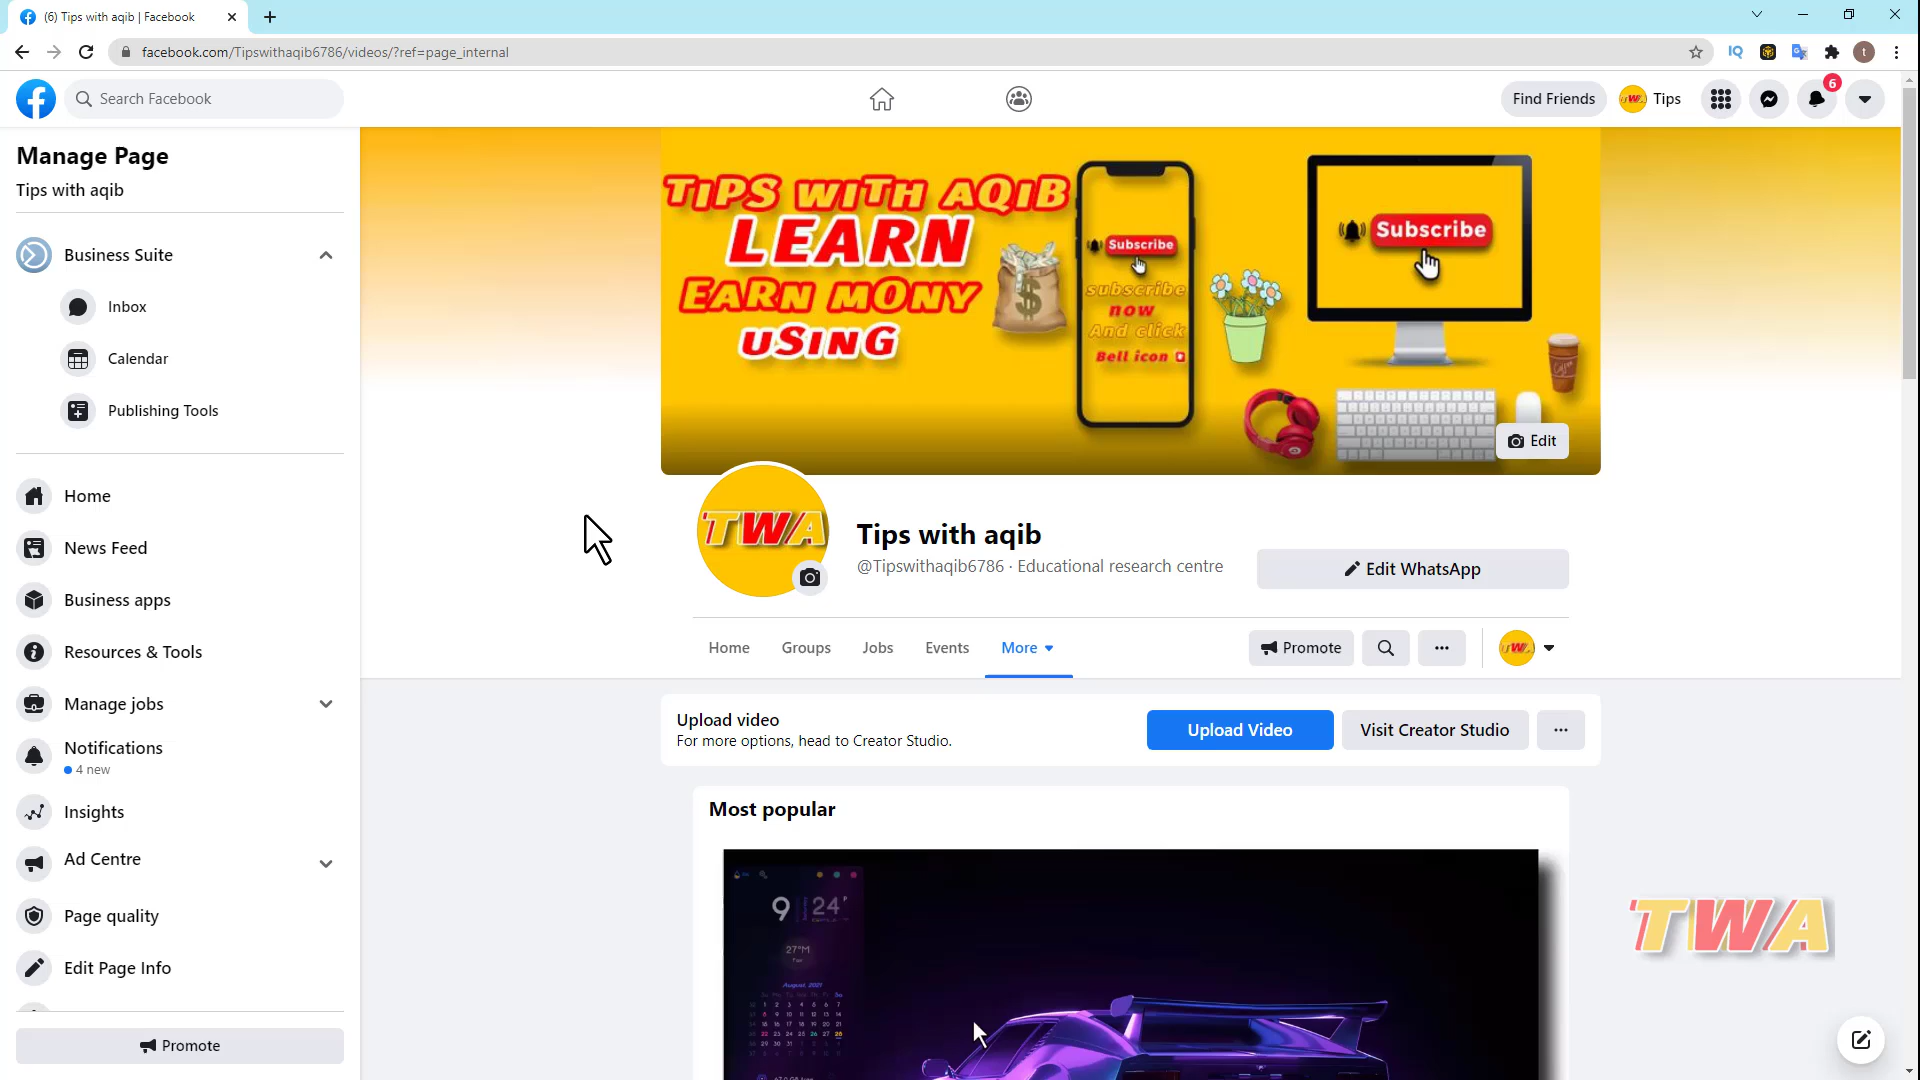 (6) Tips with aqib | Facebook
facebook.com/Tipswithaqib6786/videos/?ref=page_internal
IQ
t
Search Facebook
Find Friends
TWA
Tips
6
Manage Page
Tips with aqib
Business Suite
Inbox
Calendar
Publishing Tools
Home
News Feed
Business apps
Resources & Tools
Manage jobs
Notifications
4 new
Insights
Ad Centre
Page quality
Edit Page Info
Promote
TIPS WITH AQIB
LEARN
EARN MONY
USING
Subscribe
subscribe
now
And click
Bell icon
Subscribe
Edit
TWA
Tips with aqib
@Tipswithaqib6786 · Educational research centre
Edit WhatsApp
Home
Groups
Jobs
Events
More
Promote
Upload video
For more options, head to Creator Studio.
Upload Video
Visit Creator Studio
Most popular
9
24
27°M
August, 2021
TWA